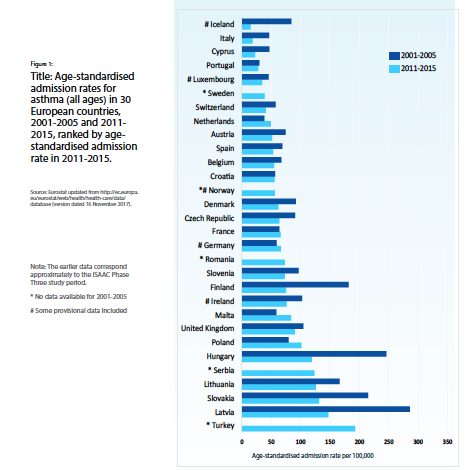 Figure 1:
Title: Age-standardised
admission rates for
asthma (all ages) in 30
European countries,
2001-2005 and 2011-
2015, ranked by age-
standardised admission
rate in 2011-2015.
Source: Eurostat updated from http://ec.europa.
eu/eurostat/web/health/health-care/data/
database [version dated 16 November 2017].
Note: The earlier data correspond
approximately to the ISAAC Phase
Three study period.
* No data available for 2001-2005
# Some provisional data included
# Iceland
Italy
Cyprus
Portugal
# Luxembourg
* Sweden
Switzerland
Netherlands
Austria
Spain
Belgium
Croatia
*# Norway
Denmark
Czech Republic
France
# Germany
* Romania
Slovenia
Finland
# Ireland
Malta
United Kingdom
Poland
Hungary
* Serbia
Lithuania
Slovakia
Latvia
* Turkey
2001-2005
2011-2015
0 50 100 150 200 250 300 350
Age-standardised admission rate per 100,000